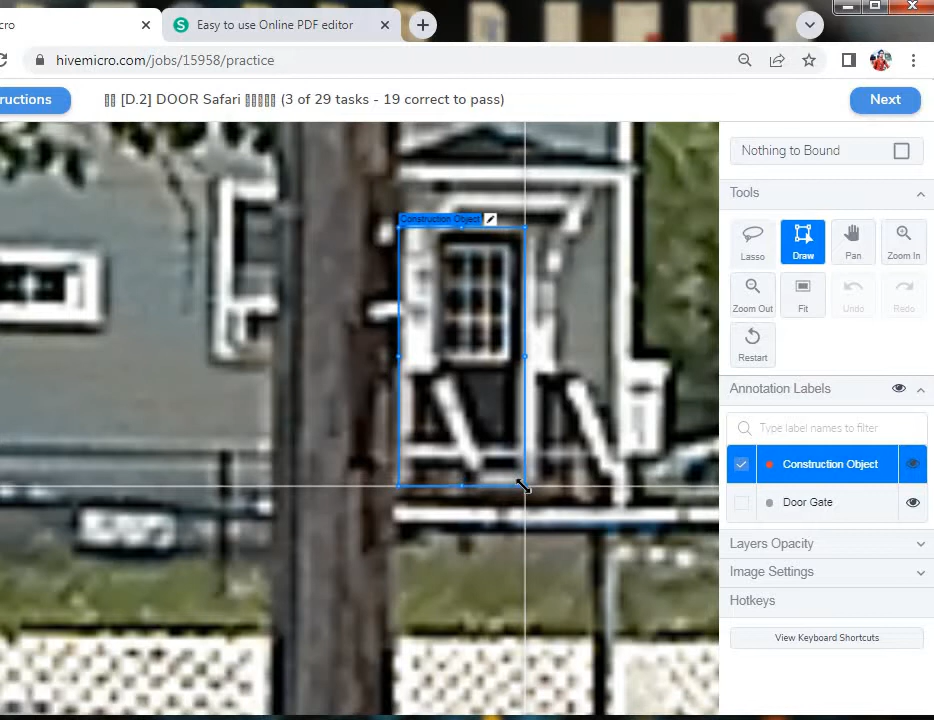 cro
Easy to use Online PDF editor
hivemicro.com/jobs/15958/practice
ructions
[D.2] DOOR Safari (3 of 29 tasks - 19 correct to pass)
Next
Nothing to Bound
Tools
Construction Object
Lasso
Draw
Pan
Zoom In
Zoom Out
Fit
Undo
Redo
Restart
Annotation Labels
Type label names to filter
Construction Object
Door Gate
Layers Opacity
Image Settings
Hotkeys
View Keyboard Shortcuts